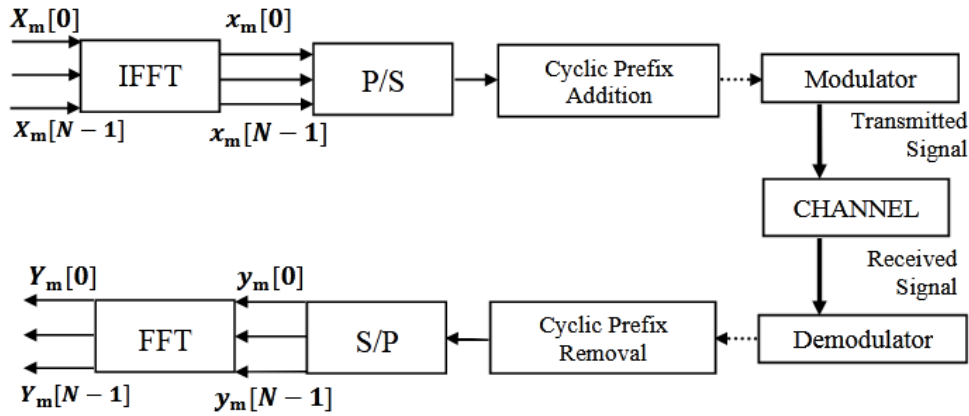 X_m[0]
x_m[0]
IFFT
P/S
Cyclic Prefix
Addition
Modulator
X_m[N − 1]
x_m[N − 1]
Transmitted
Signal
CHANNEL
Received
Signal
Y_m[0]
y_m[0]
FFT
S/P
Cyclic Prefix
Removal
Demodulator
Y_m[N − 1]
y_m[N − 1]